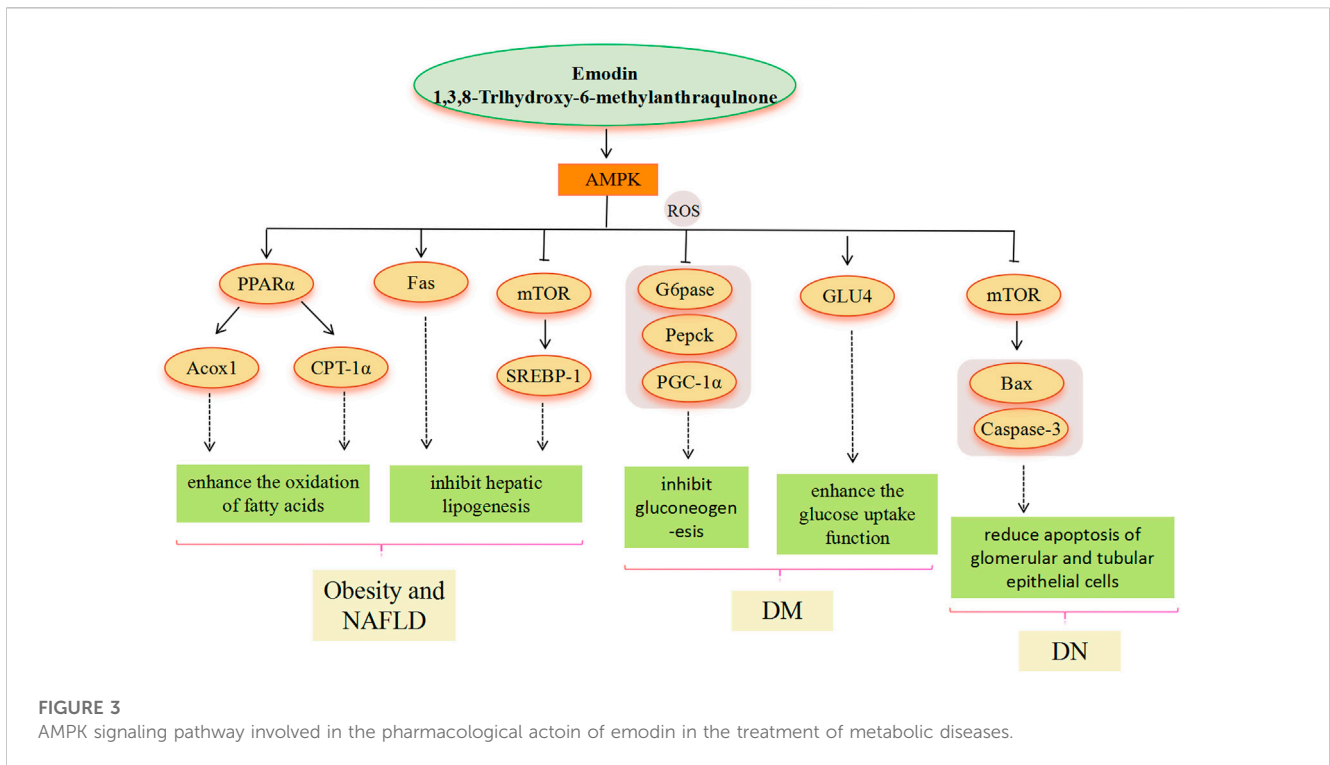 Emodin
1,3,8-Trlhydroxy-6-methylanthraqulnone
AMPK
ROS
PPARα
Fas
mTOR
G6pase
GLU4
mTOR
Pepck
Acox1
CPT-1α
SREBP-1
PGC-1α
Bax
Caspase-3
enhance the oxidation
of fatty acids
inhibit hepatic
lipogenesis
inhibit
gluconeogen
-esis
enhance the
glucose uptake
function
reduce apoptosis of
glomerular and tubular
epithelial cells
Obesity and
NAFLD
DM
DN
FIGURE 3
AMPK signaling pathway involved in the pharmacological actoin of emodin in the treatment of metabolic diseases.